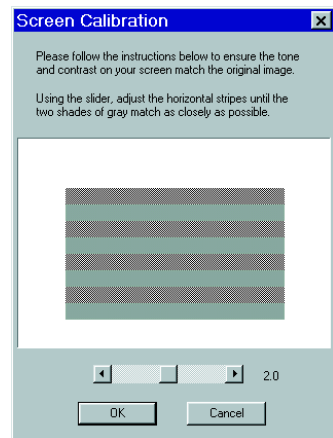 Screen Calibration
Please follow the instructions below to ensure the tone
and contrast on your screen match the original image.
Using the slider, adjust the horizontal stripes until the
two shades of gray match as closely as possible.
2.0
OK
Cancel